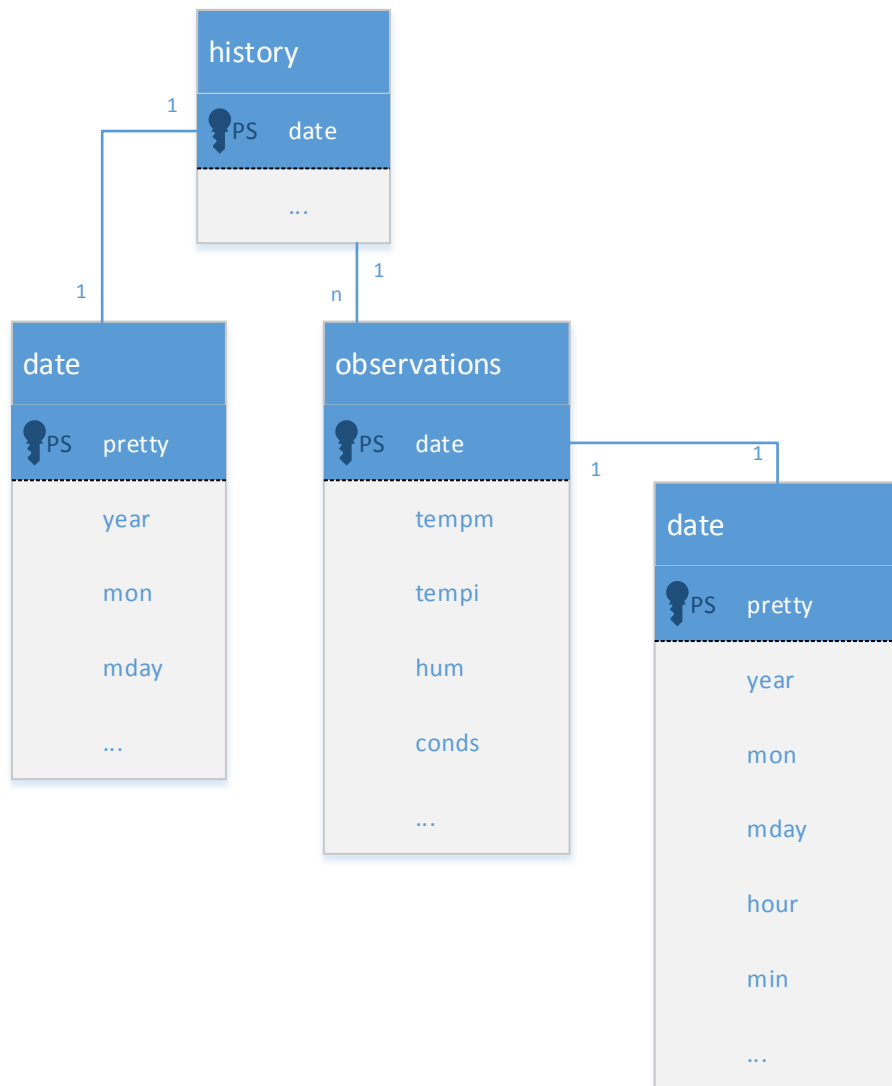 history
1
PS date
...
1
1
n
date
PS pretty
year
mon
mday
...
observations
PS date
tempm
tempi
hum
conds
...
1
1
date
PS pretty
year
mon
mday
hour
min
...